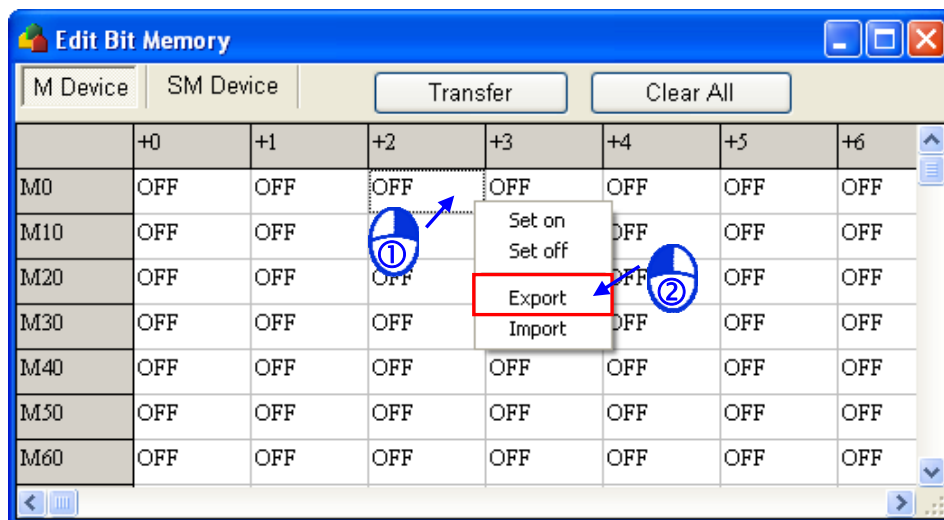 Edit Bit Memory
M Device SM Device Transfer Clear All
+0 +1 +2 +3 +4 +5 +6
M0 OFF OFF OFF OFF OFF OFF OFF
Set on
M10 OFF OFF OFF OFF OFF
① Set off
M20 OFF OFF OFF OFF OFF OFF
② Export
M30 OFF OFF OFF OFF OFF OFF
Import
M40 OFF OFF OFF OFF OFF OFF OFF
M50 OFF OFF OFF OFF OFF OFF OFF
M60 OFF OFF OFF OFF OFF OFF OFF